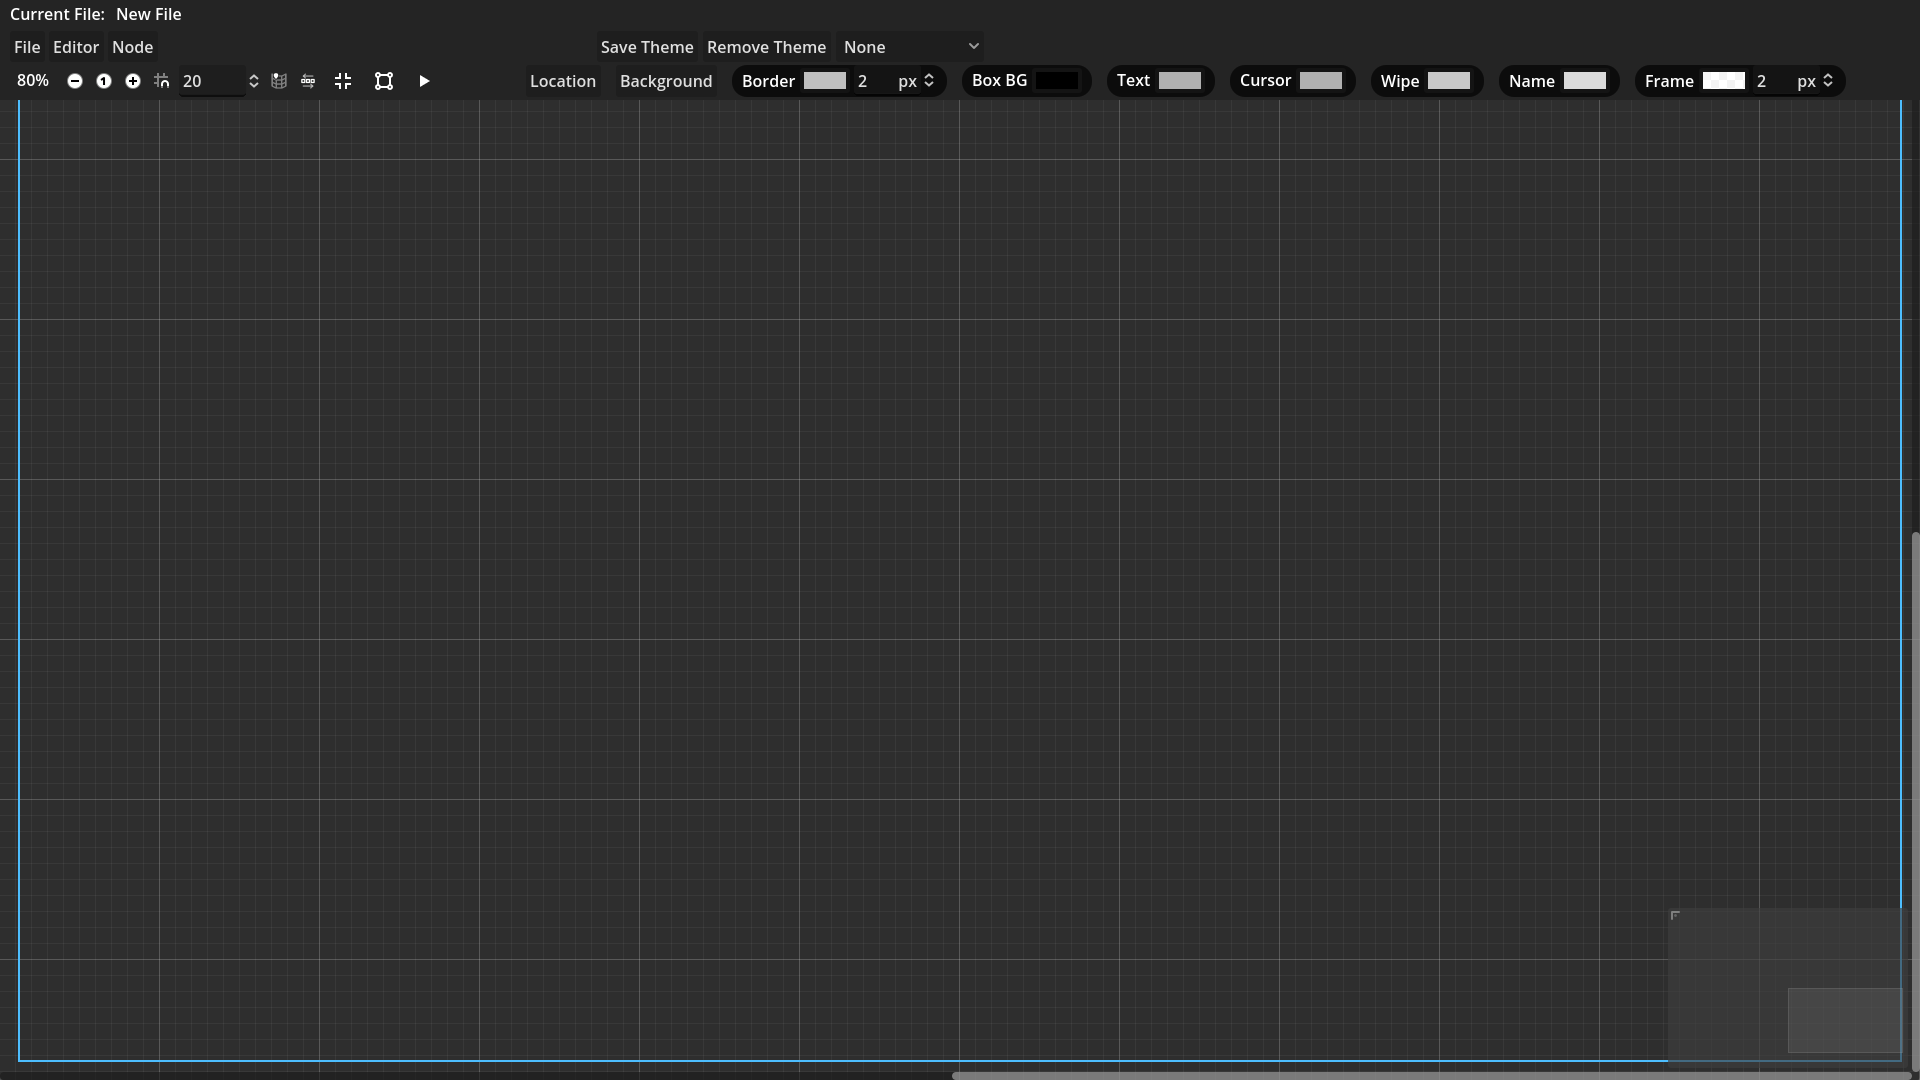 Current File: New File
File Editor Node Save Theme Remove Theme None
80% 1 20 Location Background Border 2 px Box BG Text Cursor Wipe Name Frame 2 px